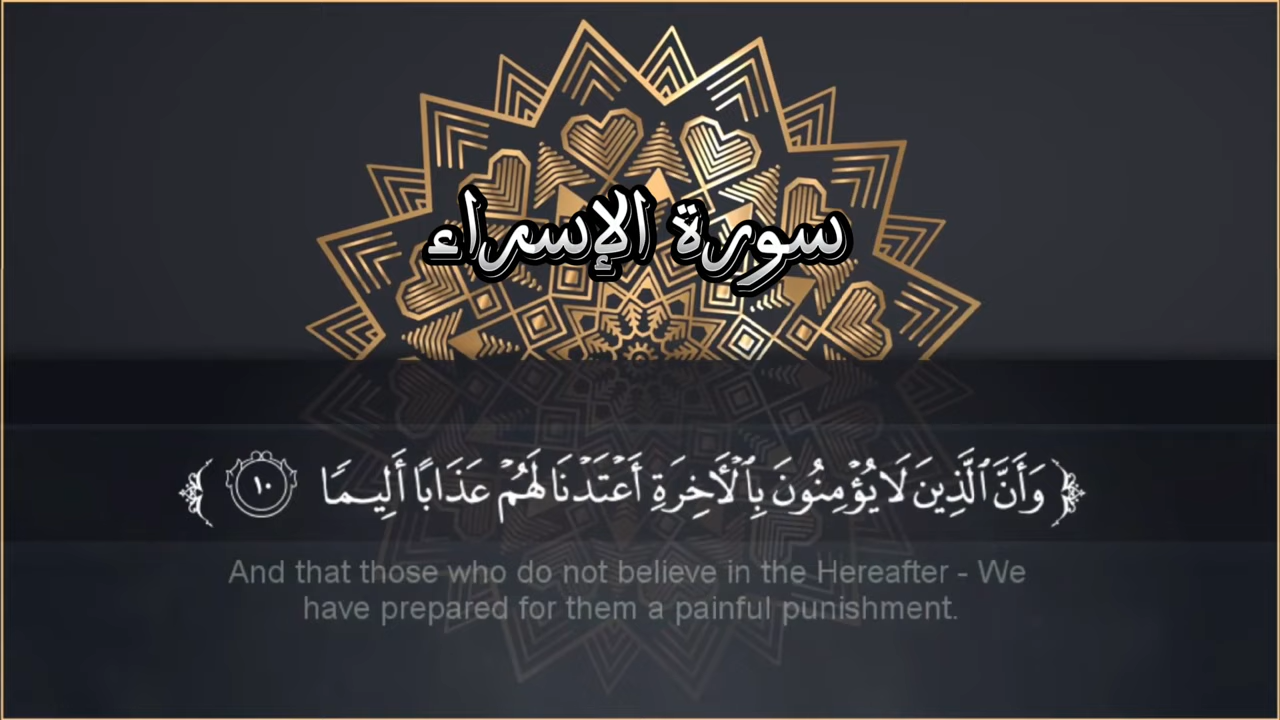 سورة الإسراء
﴿وَأَنَّ ٱلَّذِينَ لَا يُؤْمِنُونَ بِٱلْـَٔاخِرَةِ أَعْتَدْنَا لَهُمْ عَذَابًا أَلِيمًا ١٠﴾
And that those who do not believe in the Hereafter - We
have prepared for them a painful punishment.